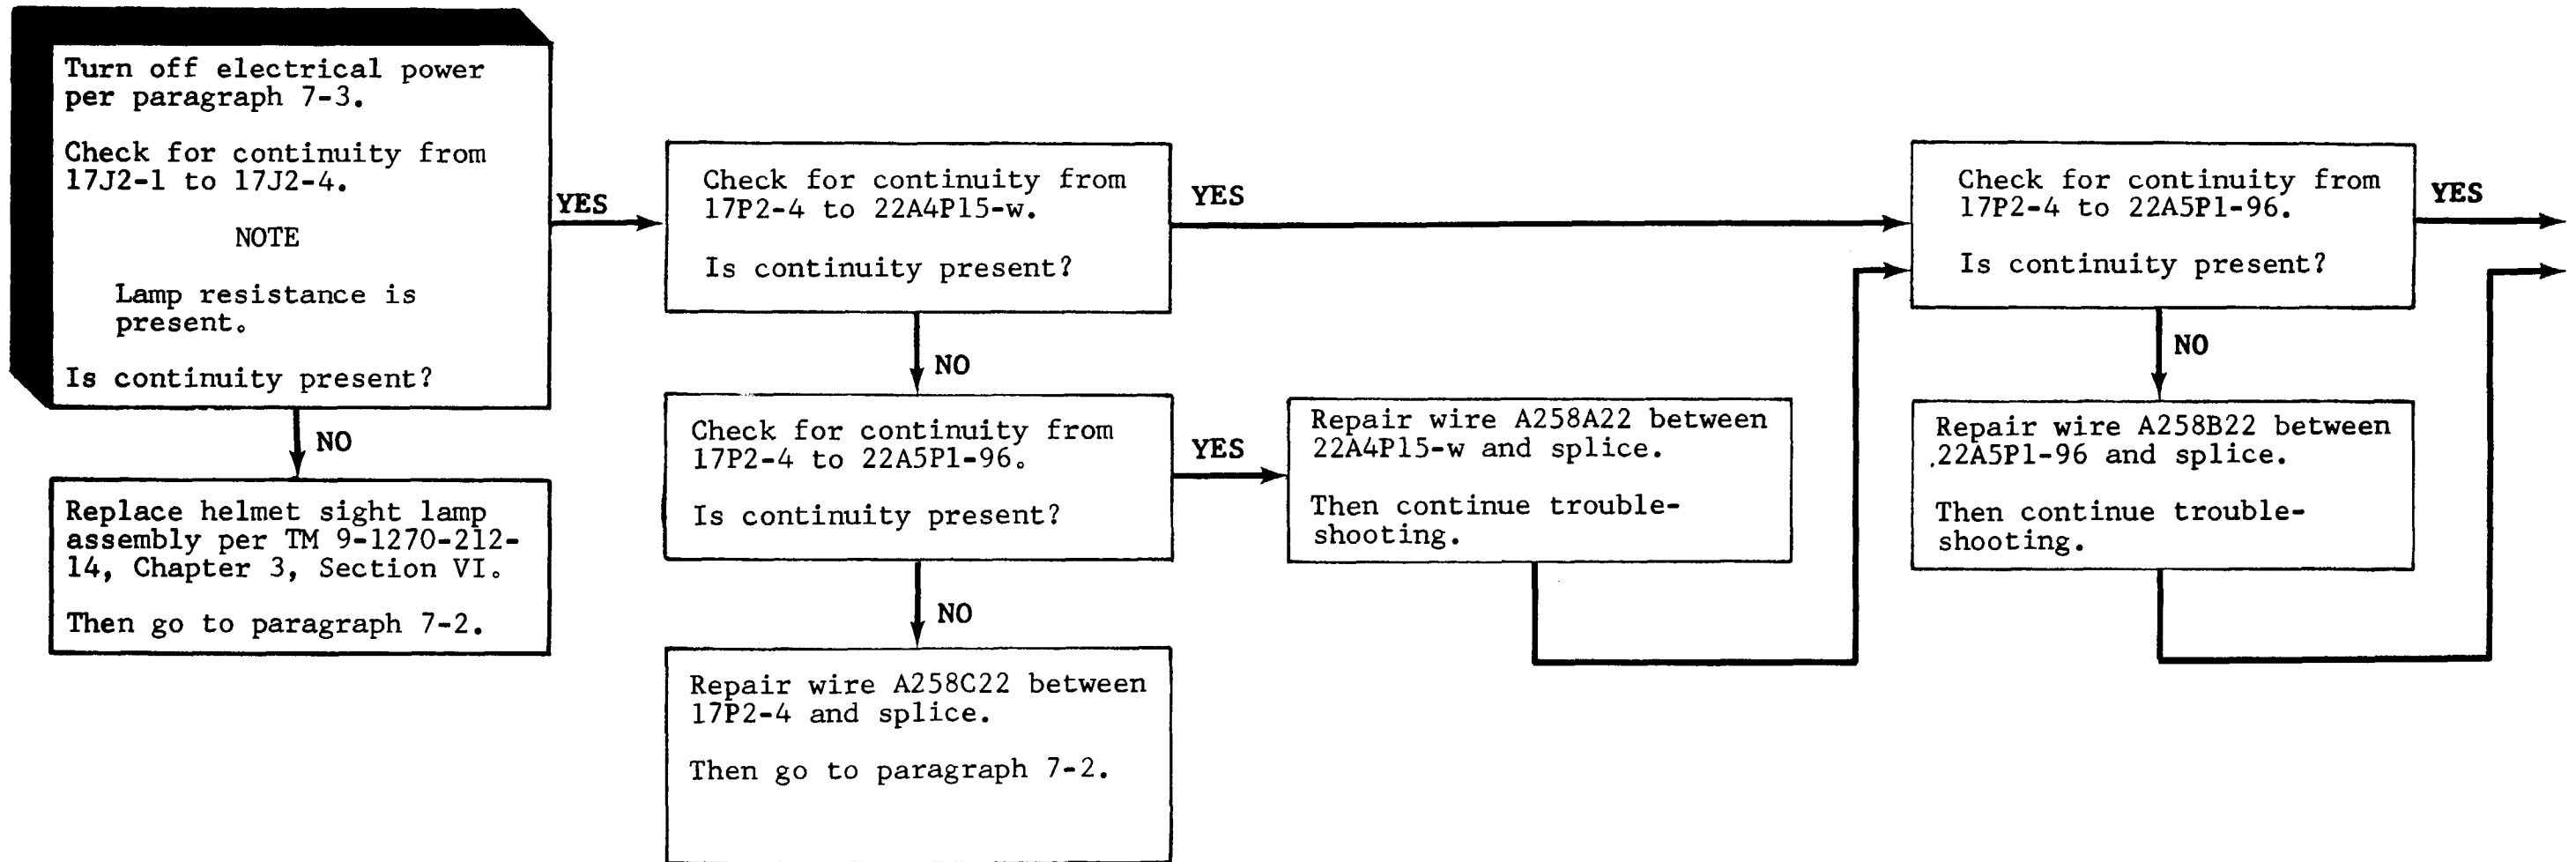 Turn off electrical power
per paragraph 7-3.
Check for continuity from
17J2-1 to 17J2-4.
NOTE
Lamp resistance is
present.
Is continuity present?
YES
NO
Replace helmet sight lamp
assembly per TM 9-1270-212-
14, Chapter 3, Section VI.
Then go to paragraph 7-2.
Check for continuity from
17P2-4 to 22A4P15-w.
Is continuity present?
YES
NO
Check for continuity from
17P2-4 to 22A5P1-96.
Is continuity present?
YES
NO
Repair wire A258C22 between
17P2-4 and splice.
Then go to paragraph 7-2.
Repair wire A258A22 between
22A4P15-w and splice.
Then continue trouble-
shooting.
Check for continuity from
17P2-4 to 22A5P1-96.
Is continuity present?
YES
NO
Repair wire A258B22 between
22A5P1-96 and splice.
Then continue trouble-
shooting.